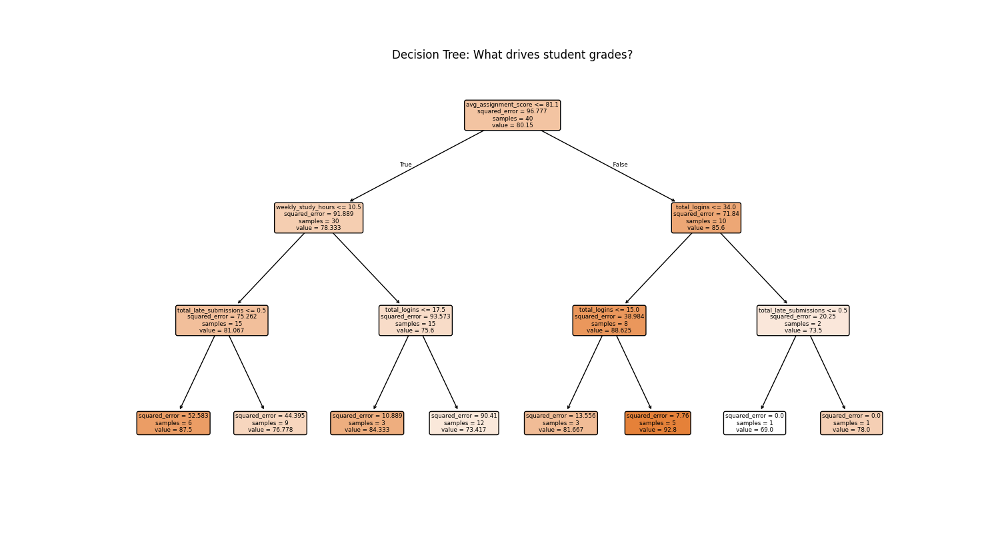 Decision Tree: What drives student grades?
avg_assignment_score <= 81.1
squared_error = 96.777
samples = 40
value = 80.15
True
False
weekly_study_hours <= 10.5
squared_error = 91.889
samples = 30
value = 78.333
total_logins <= 34.0
squared_error = 71.84
samples = 10
value = 85.6
total_late_submissions <= 0.5
squared_error = 75.262
samples = 15
value = 81.067
total_logins <= 17.5
squared_error = 93.573
samples = 15
value = 75.6
total_logins <= 15.0
squared_error = 38.984
samples = 8
value = 88.625
total_late_submissions <= 0.5
squared_error = 20.25
samples = 2
value = 73.5
squared_error = 52.583
samples = 6
value = 87.5
squared_error = 44.395
samples = 9
value = 76.778
squared_error = 10.889
samples = 3
value = 84.333
squared_error = 90.41
samples = 12
value = 73.417
squared_error = 13.556
samples = 3
value = 81.667
squared_error = 7.76
samples = 5
value = 92.8
squared_error = 0.0
samples = 1
value = 69.0
squared_error = 0.0
samples = 1
value = 78.0